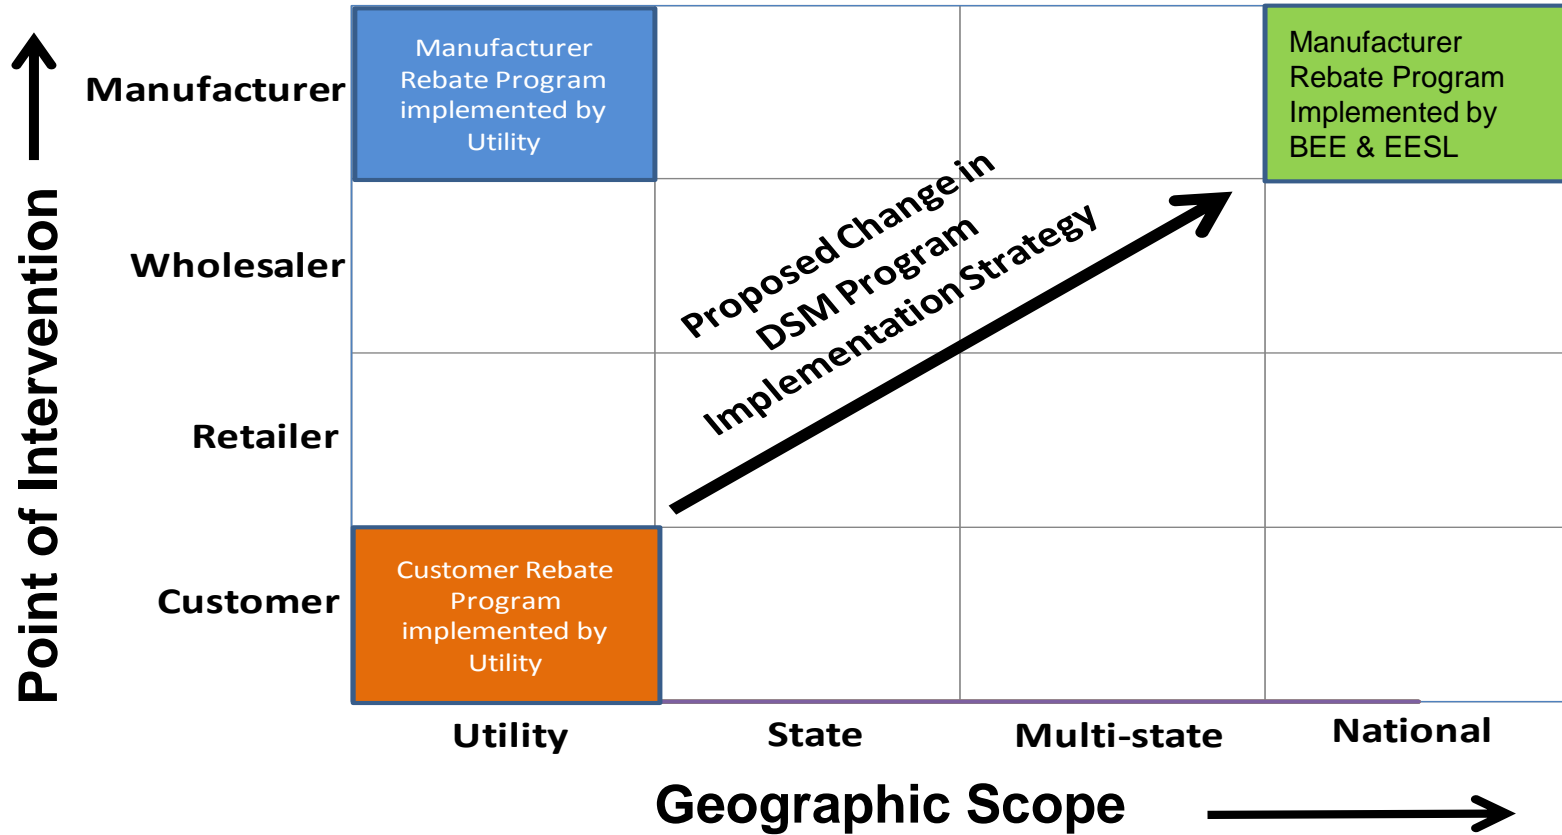 Point of Intervention
Manufacturer
Wholesaler
Retailer
Customer
Manufacturer
Rebate Program
implemented by
Utility
Manufacturer
Rebate Program
Implemented by
BEE & EESL
Proposed Change in
DSM Program
Implementation Strategy
Customer Rebate
Program
implemented by
Utility
Utility
State
Multi-state
National
Geographic Scope